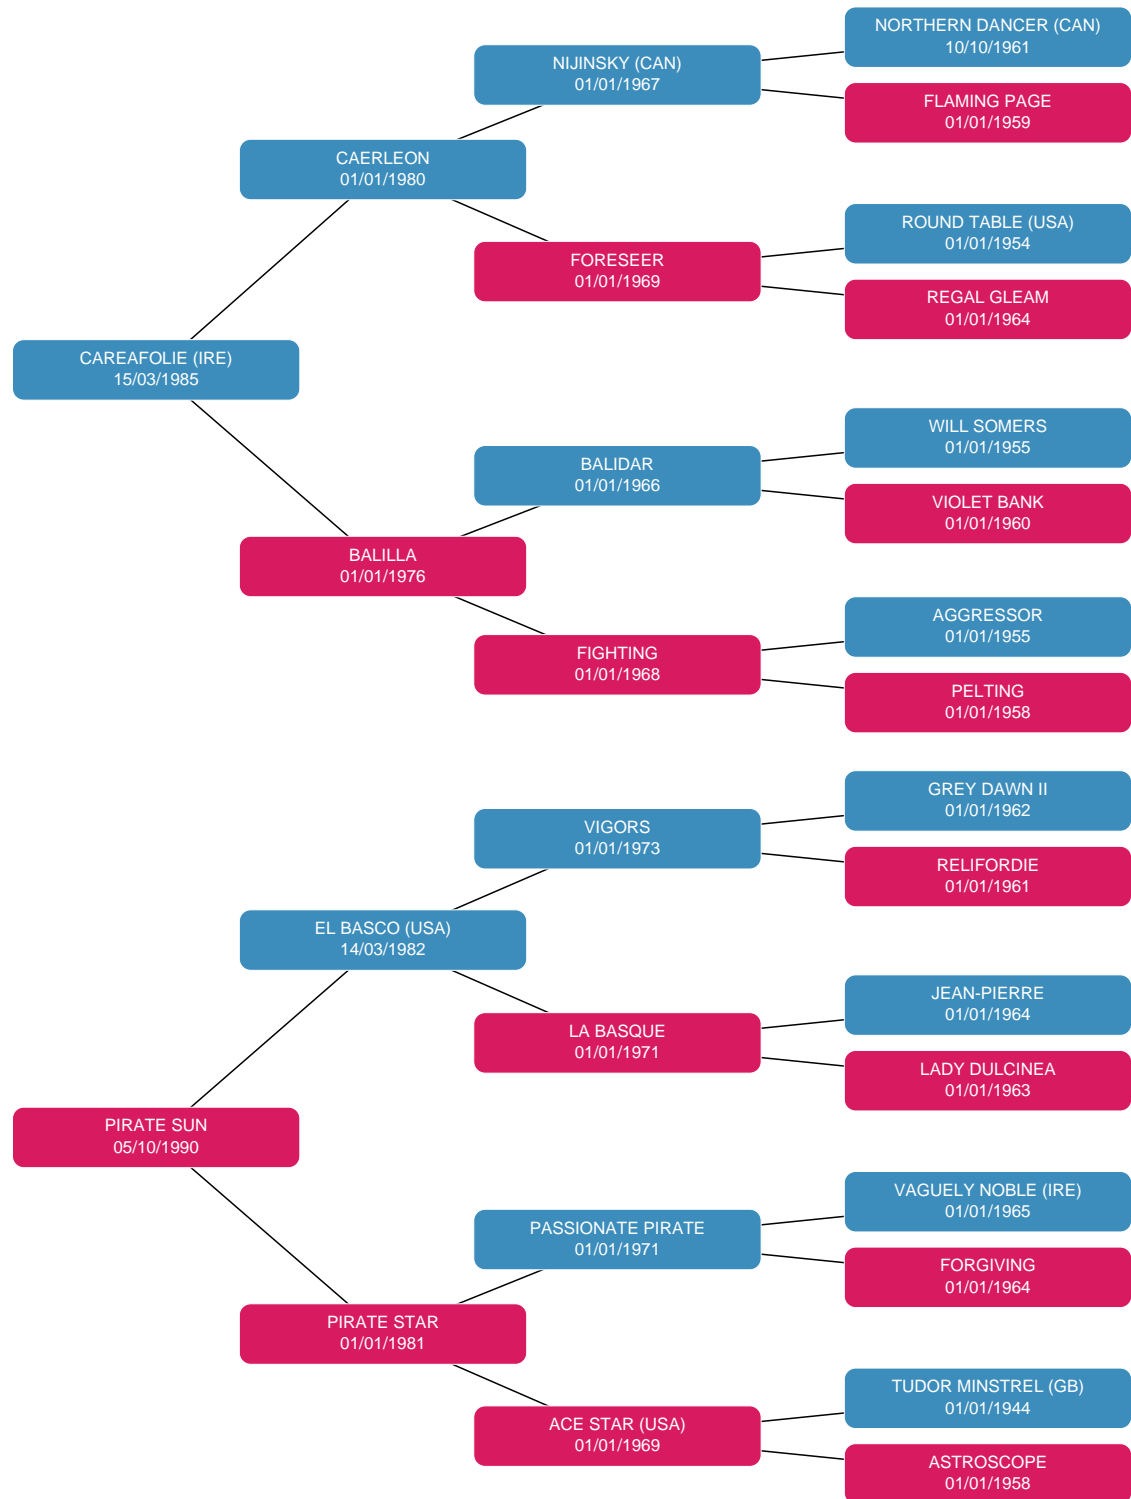 NORTHERN DANCER (CAN)
10/10/1961
NIJINSKY (CAN)
01/01/1967
FLAMING PAGE
01/01/1959
CAERLEON
01/01/1980
ROUND TABLE (USA)
01/01/1954
FORESEER
01/01/1969
REGAL GLEAM
01/01/1964
CAREAFOLIE (IRE)
15/03/1985
WILL SOMERS
01/01/1955
BALIDAR
01/01/1966
VIOLET BANK
01/01/1960
BALILLA
01/01/1976
AGGRESSOR
01/01/1955
FIGHTING
01/01/1968
PELTING
01/01/1958
GREY DAWN II
01/01/1962
VIGORS
01/01/1973
RELIFORDIE
01/01/1961
EL BASCO (USA)
14/03/1982
JEAN-PIERRE
01/01/1964
LA BASQUE
01/01/1971
LADY DULCINEA
01/01/1963
PIRATE SUN
05/10/1990
VAGUELY NOBLE (IRE)
01/01/1965
PASSIONATE PIRATE
01/01/1971
FORGIVING
01/01/1964
PIRATE STAR
01/01/1981
TUDOR MINSTREL (GB)
01/01/1944
ACE STAR (USA)
01/01/1969
ASTROSCOPE
01/01/1958